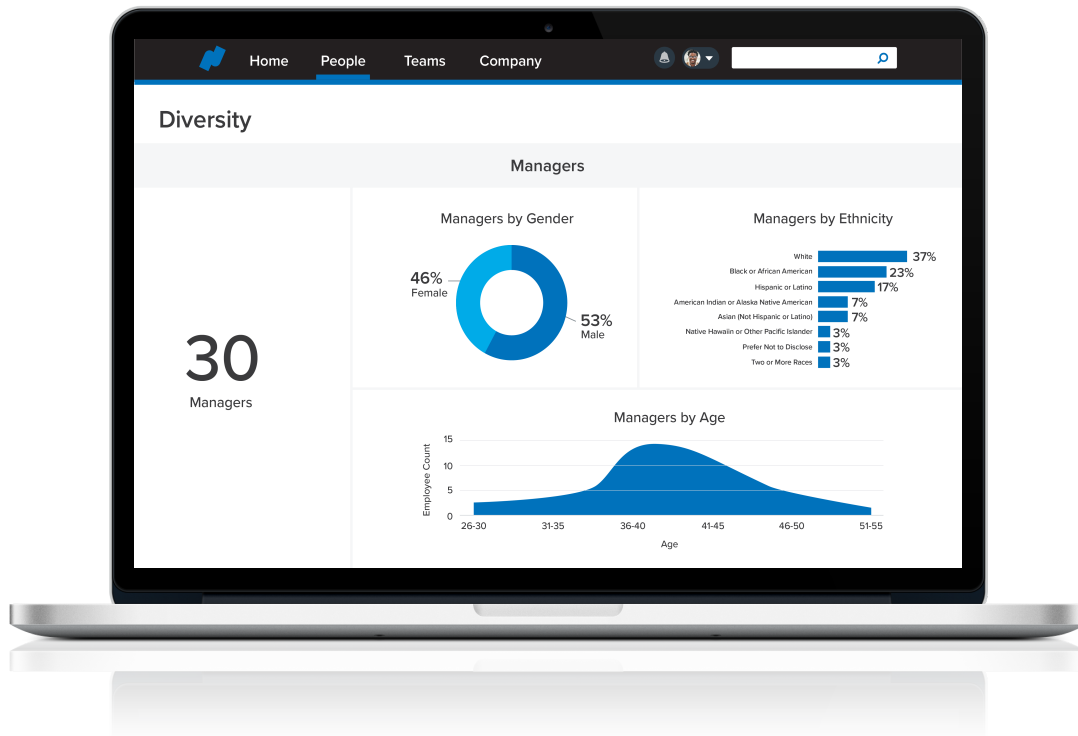 Home People Teams Company
Diversity
Managers
30
Managers
Managers by Gender
46%
Female
53%
Male
Managers by Ethnicity
White 37%
Black or African American 23%
Hispanic or Latino 17%
American Indian or Alaska Native American 7%
Asian (Not Hispanic or Latino) 7%
Native Hawaiin or Other Pacific Islander 3%
Prefer Not to Disclose 3%
Two or More Races 3%
Managers by Age
Employee Count
15
10
5
0
26-30 31-35 36-40 41-45 46-50 51-55
Age